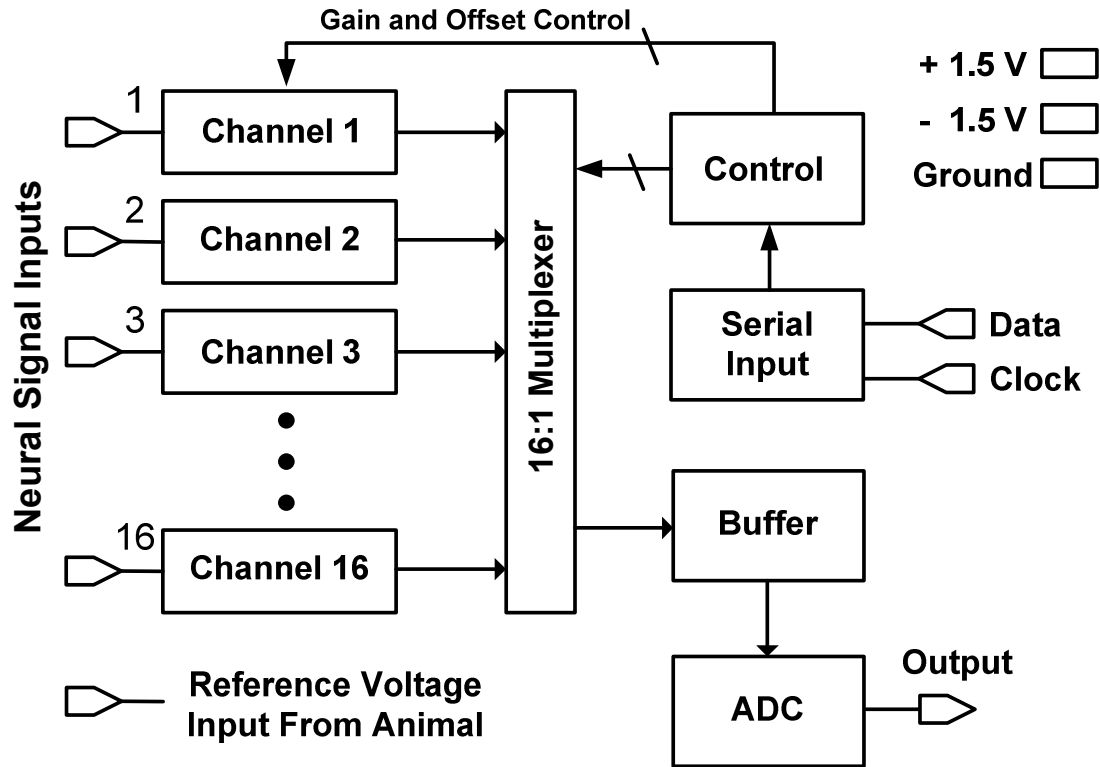 Gain and Offset Control
+ 1.5 V
- 1.5 V
Ground
Neural Signal Inputs
1
Channel 1
2
Channel 2
3
Channel 3
16
Channel 16
16:1 Multiplexer
Control
Serial
Input
Data
Clock
Buffer
ADC
Output
Reference Voltage
Input From Animal